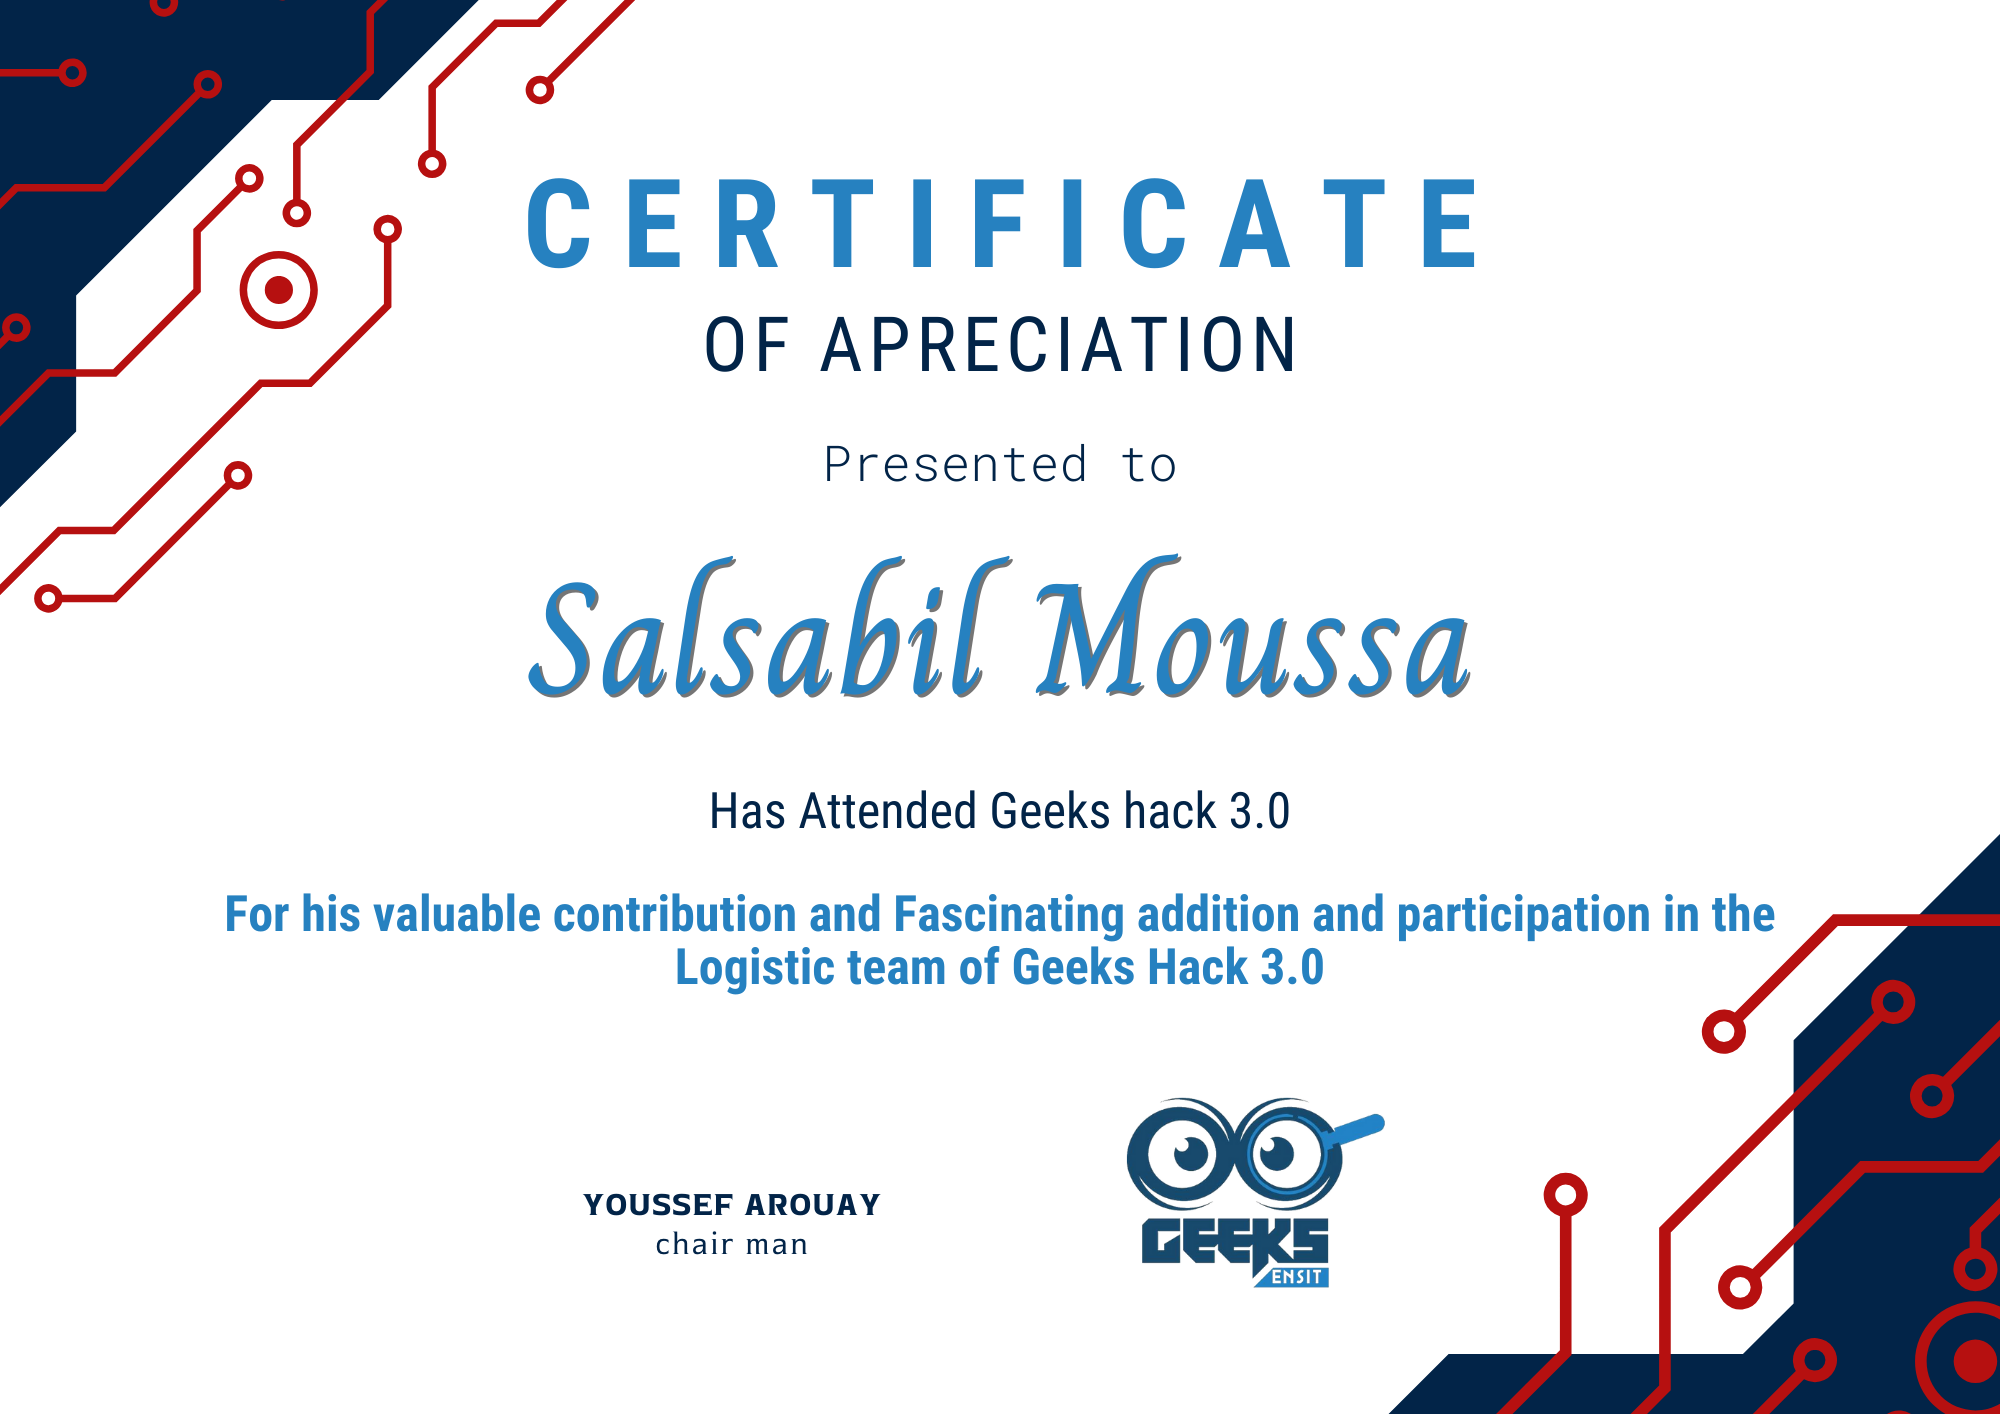 CERTIFICATE
OF APRECIATION
Presented to
Salsabil Moussa
Has Attended Geeks hack 3.0
For his valuable contribution and Fascinating addition and participation in the
Logistic team of Geeks Hack 3.0
YOUSSEF AROUAY
chair man
GEEKS
ENSIT